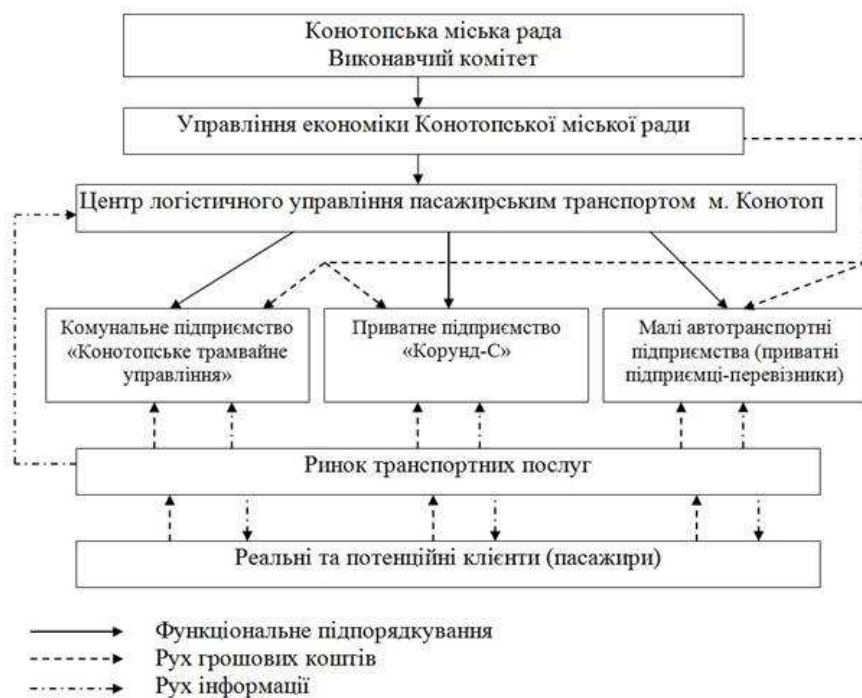 Конотопська міська рада
Виконавчий комітет
Управління економіки Конотопської міської ради
Центр логістичного управління пасажирським транспортом м. Конотоп
Комунальне підприємство
«Конотопське трамвайне
управління»
Приватне підприємство
«Корунд-С»
Малі автотранспортні
підприємства (приватні
підприємці-перевізники)
Ринок транспортних послуг
Реальні та потенційні клієнти (пасажири)
Функціональне підпорядкування
Рух грошових коштів
Рух інформації